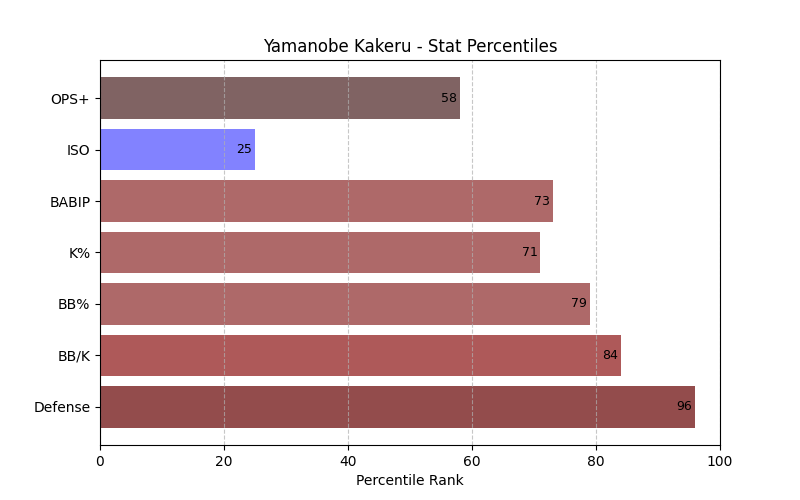 Yamanobe Kakeru - Stat Percentiles
OPS+ 58
ISO 25
BABIP 73
K% 71
BB% 79
BB/K 84
Defense 96
0 20 40 60 80 100
Percentile Rank